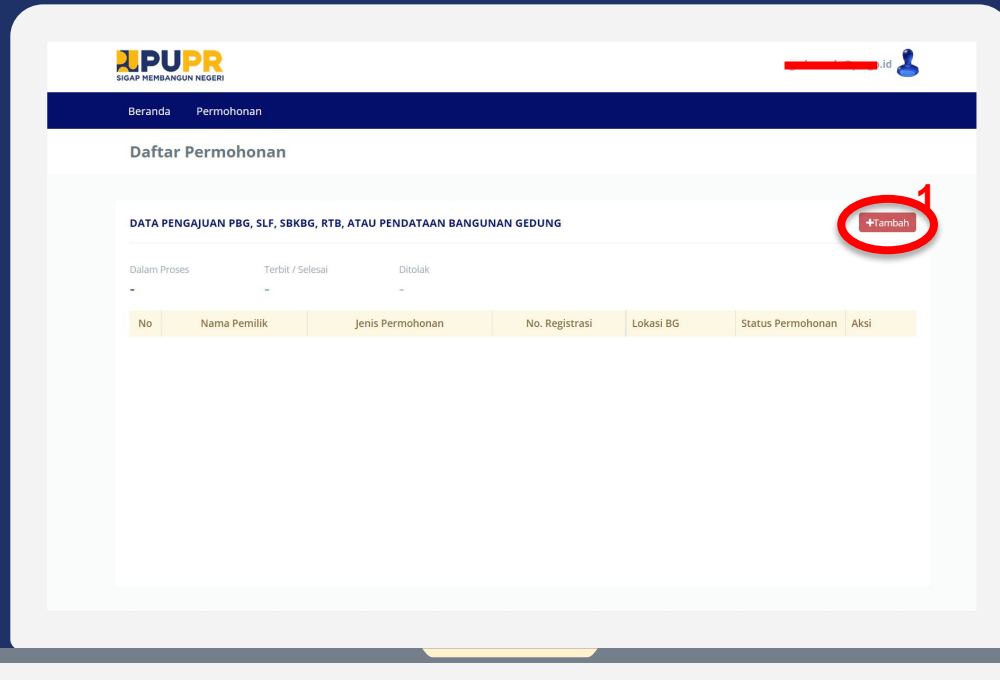 PUPR
SIGAP MEMBANGUN NEGERI
.id
Beranda Permohonan
Daftar Permohonan
1
DATA PENGAJUAN PBG, SLF, SBKBG, RTB, ATAU PENDATAAN BANGUNAN GEDUNG
+Tambah
Dalam Proses Terbit / Selesai Ditolak
- - -
No Nama Pemilik Jenis Permohonan No. Registrasi Lokasi BG Status Permohonan Aksi